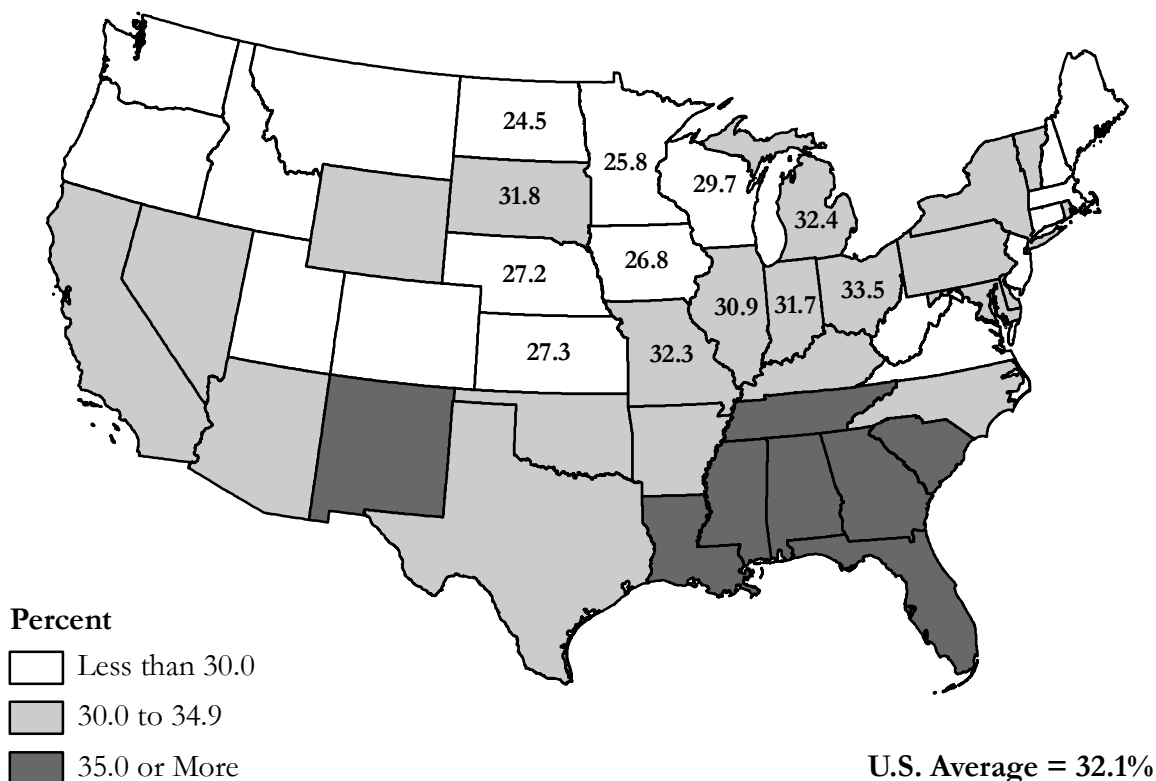 24.5
25.8
29.7
31.8
32.4
26.8
27.2
33.5
30.9
31.7
27.3
32.3
Percent
Less than 30.0
30.0 to 34.9
35.0 or More
U.S. Average = 32.1%